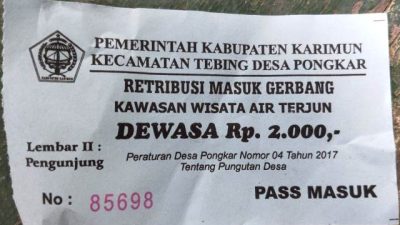 PEMERINTAH KABUPATEN KARIMUN
KECAMATAN TEBING DESA PONGKAR
RETRIBUSI MASUK GERBANG
KAWASAN WISATA AIR TERJUN
DEWASA Rp. 2.000,-
Lembar II :
Pengunjung
Peraturan Desa Pongkar Nomor 04 Tahun 2017
Tentang Pungutan Desa
No : 85698
PASS MASUK